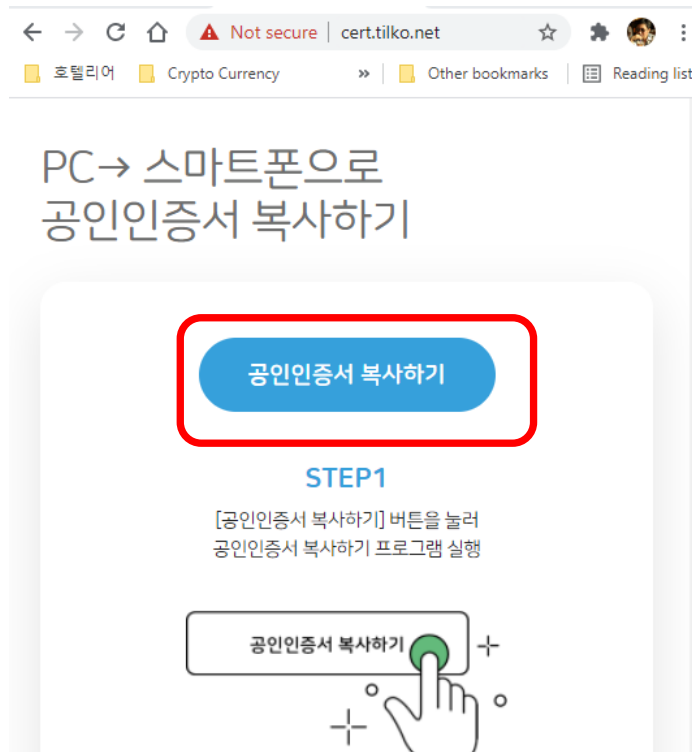 Not secure | cert.tilko.net
호텔리어 Crypto Currency » Other bookmarks Reading list
PC→ 스마트폰으로
공인인증서 복사하기
공인인증서 복사하기
STEP1
[공인인증서 복사하기] 버튼을 눌러
공인인증서 복사하기 프로그램 실행
공인인증서 복사하기